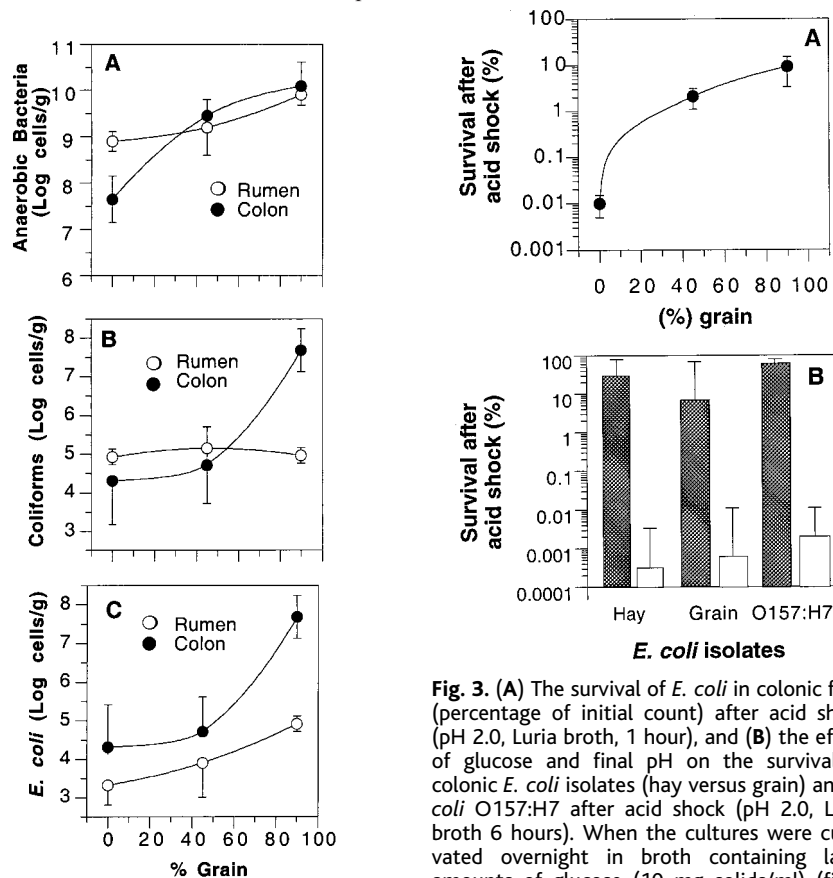 A
Anaerobic Bacteria
(Log cells/g)
11
10
9
8
7
6
Rumen
Colon
B
Coliforms (Log cells/g)
8
7
6
5
4
3
Rumen
Colon
C
E. coli (Log cells/g)
8
7
6
5
4
3
Rumen
Colon
0 20 40 60 80 100
% Grain
A
Survival after
acid shock (%)
100
10
1
0.1
0.01
0.001
0 20 40 60 80 100
(%) grain
B
Survival after
acid shock (%)
100
10
1
0.1
0.01
0.001
0.0001
Hay Grain O157:H7
E. coli isolates
Fig. 3. (A) The survival of E. coli in colonic
(percentage of initial count) after acid
(pH 2.0, Luria broth, 1 hour), and (B) the
of glucose and final pH on the survival
colonic E. coli isolates (hay versus grain)
coli O157:H7 after acid shock (pH 2.0,
broth 6 hours). When the cultures were
vated overnight in broth containing
amounts of glucose (10 mg solids/ml)